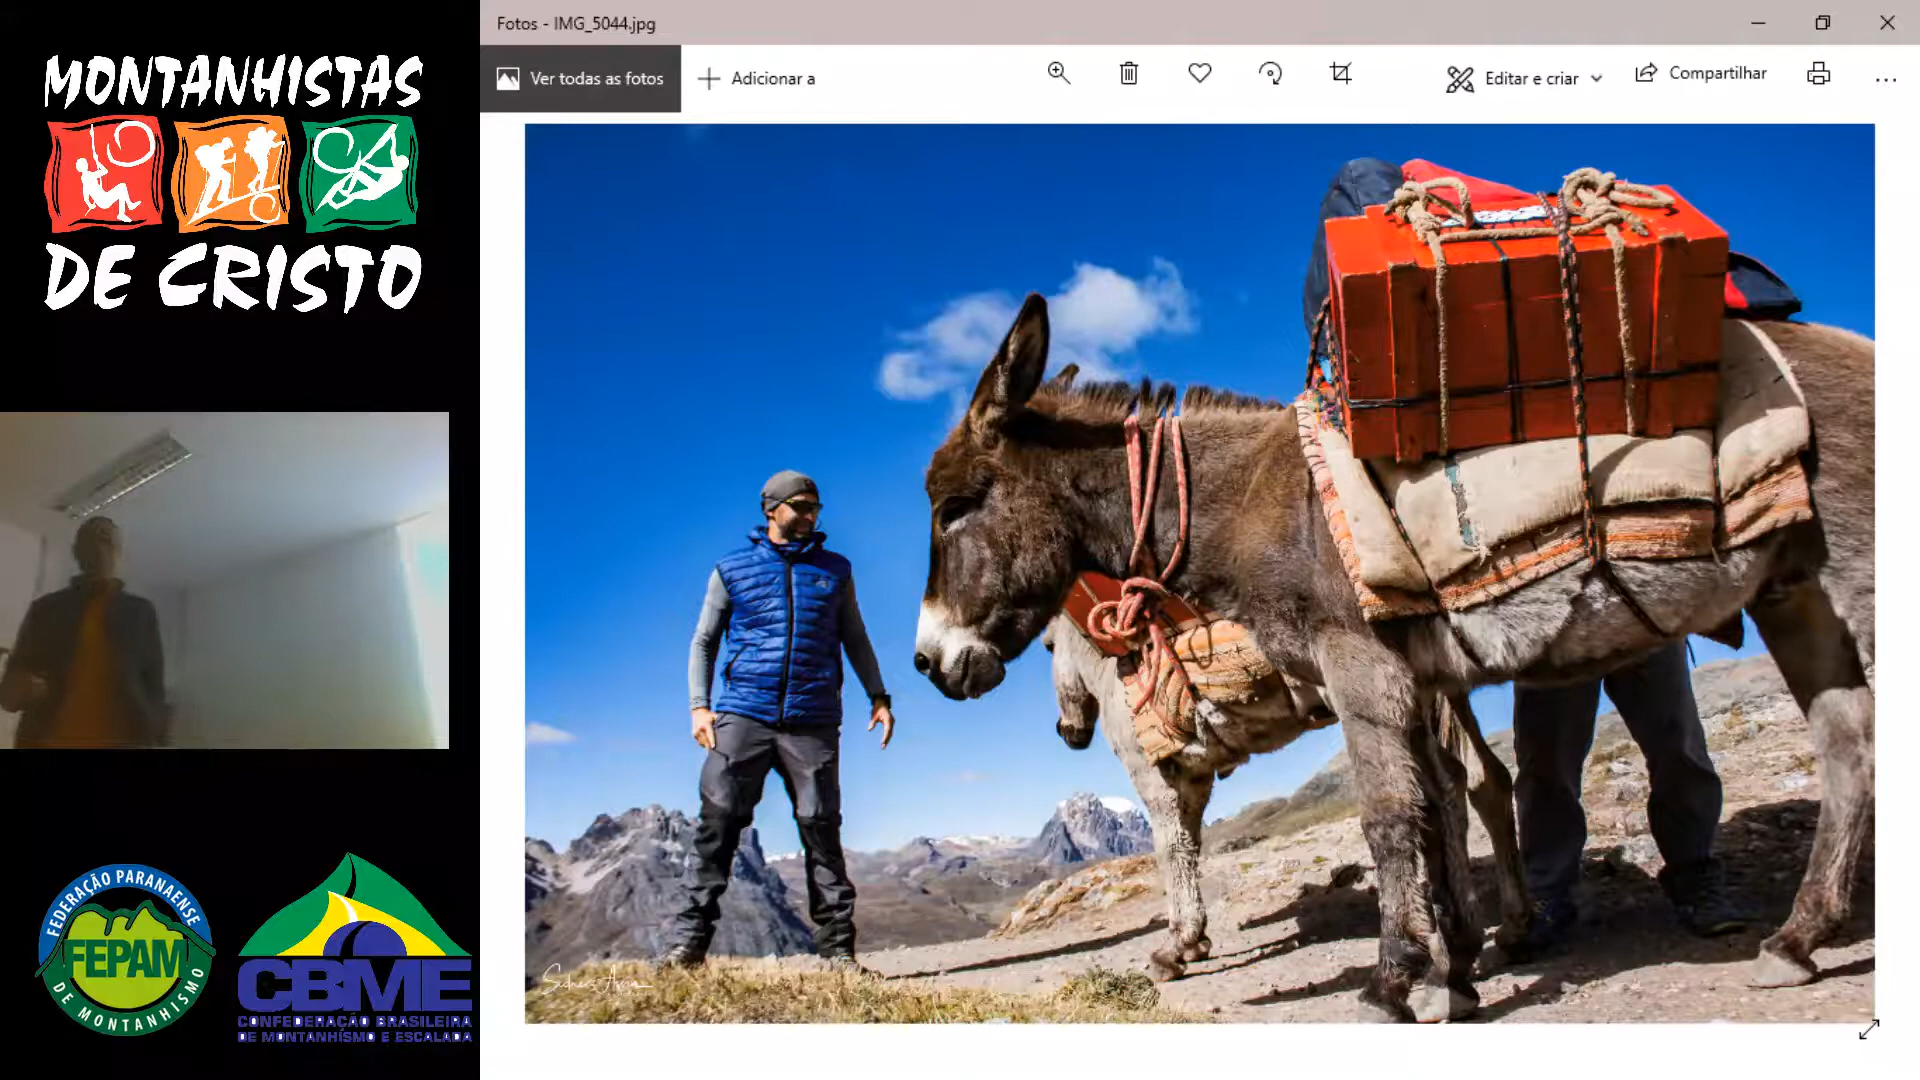 MONTANHISTAS
DE CRISTO
FEDERAÇÃO PARANAENSE
FEPAM
DE MONTANHISMO
CBME
CONFEDERAÇÃO BRASILEIRA
DE MONTANHISMO E ESCALADA
Fotos - IMG_5044.jpg
Ver todas as fotos
Adicionar a
Editar e criar
Compartilhar